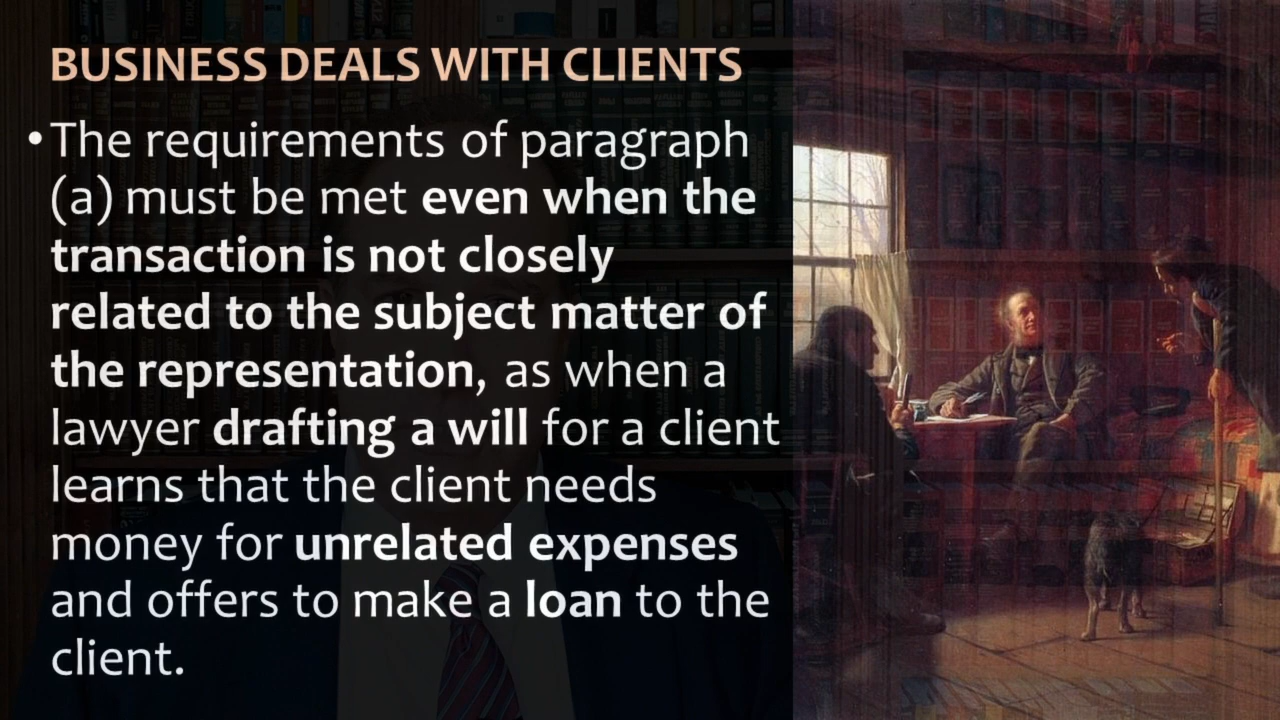 BUSINESS DEALS WITH CLIENTS
• The requirements of paragraph
(a) must be met even when the
transaction is not closely
related to the subject matter of
the representation, as when a
lawyer drafting a will for a client
learns that the client needs
money for unrelated expenses
and offers to make a loan to the
client.